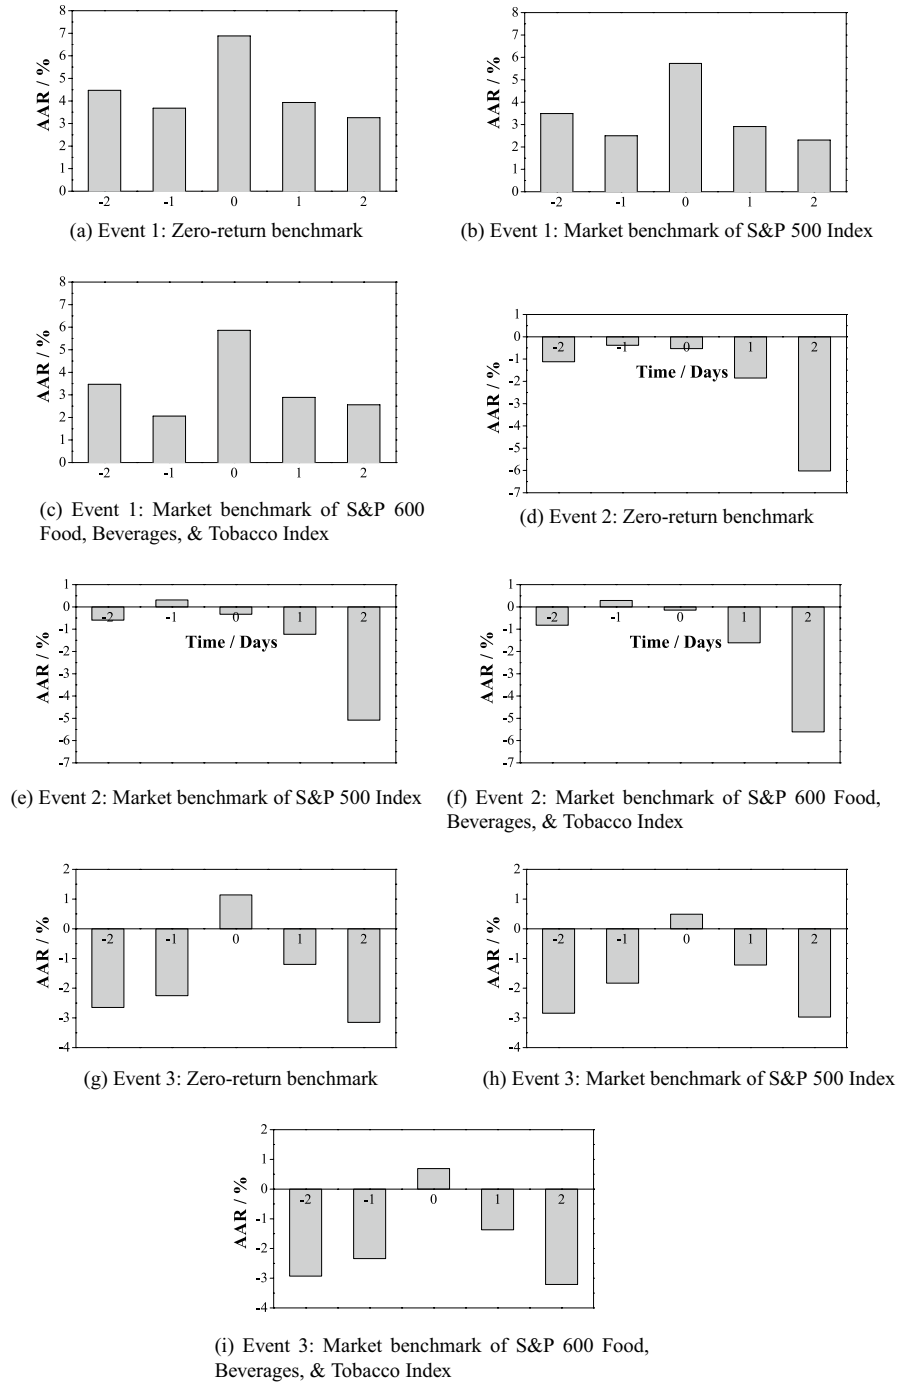 8
7
6
5
4
3
2
1
0
AAR / %
-2 -1 0 1 2
(a) Event 1: Zero-return benchmark
8
7
6
5
4
3
2
1
0
AAR / %
-2 -1 0 1 2
(b) Event 1: Market benchmark of S&P 500 Index
8
7
6
5
4
3
2
1
0
AAR / %
-2 -1 0 1 2
(c) Event 1: Market benchmark of S&P 600
Food, Beverages, & Tobacco Index
1
0
-1
-2
-3
-4
-5
-6
-7
AAR / %
-2 -1 0 1 2
Time / Days
(d) Event 2: Zero-return benchmark
1
0
-1
-2
-3
-4
-5
-6
-7
AAR / %
-2 -1 0 1 2
Time / Days
(e) Event 2: Market benchmark of S&P 500 Index
1
0
-1
-2
-3
-4
-5
-6
-7
AAR / %
-2 -1 0 1 2
Time / Days
(f) Event 2: Market benchmark of S&P 600 Food,
Beverages, & Tobacco Index
2
1
0
-1
-2
-3
-4
AAR / %
-2 -1 0 1 2
(g) Event 3: Zero-return benchmark
2
1
0
-1
-2
-3
-4
AAR / %
-2 -1 0 1 2
(h) Event 3: Market benchmark of S&P 500 Index
2
1
0
-1
-2
-3
-4
AAR / %
-2 -1 0 1 2
(i) Event 3: Market benchmark of S&P 600 Food,
Beverages, & Tobacco Index